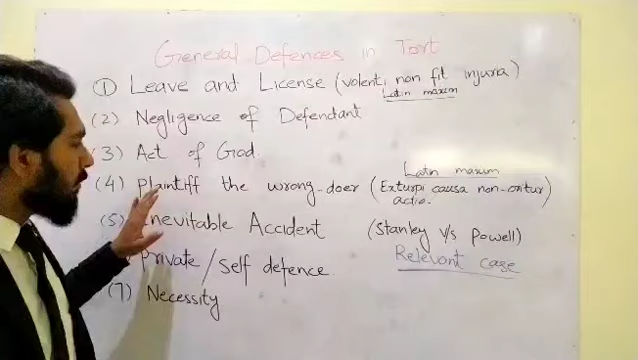 General Defences in Tort
① Leave and License (volenti non fit injuria)
Latin maxim
(2) Negligence of Defendant
(3) Act of God.
Latin maxim
(4) Plaintiff the wrong-doer (Exturpi causa non-oritur
actio.)
(5) Inevitable Accident (Stanley v/s Powell)
Relevant case
Private/Self defence
(7) Necessity